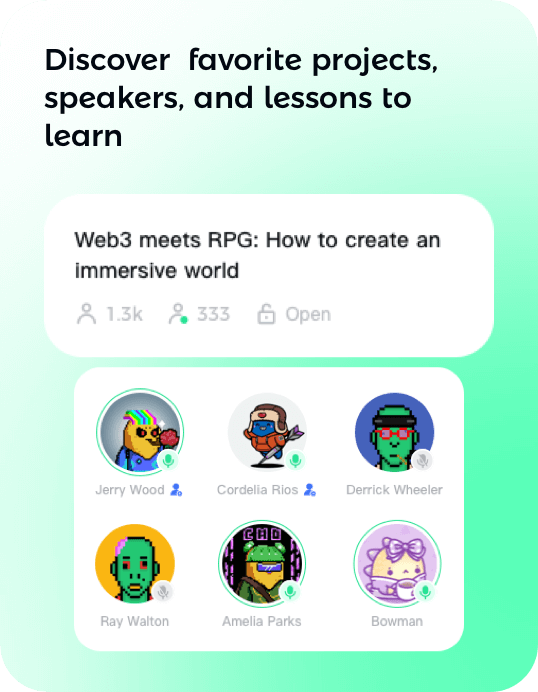 Discover favorite projects,
speakers, and lessons to
learn
Web3 meets RPG: How to create an
immersive world
1.3k 333 Open
CMD
Jerry Wood Cordelia Rios Derrick Wheeler
Ray Walton Amelia Parks Bowman